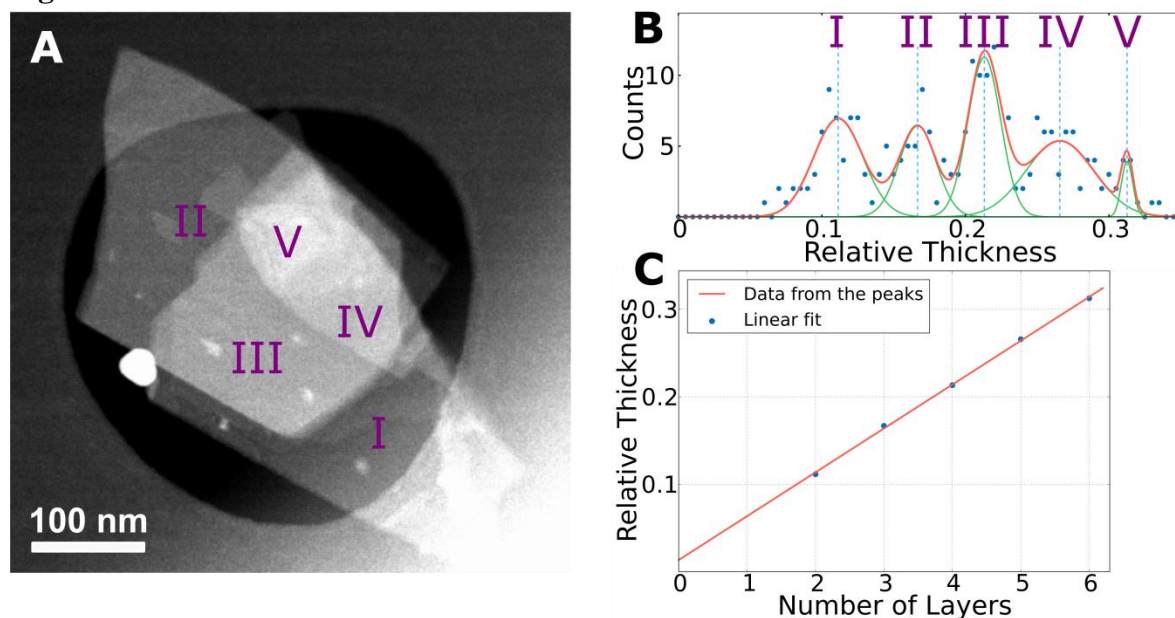 A
II
V
IV
III
I
100 nm
B
I II III IV V
Counts
10
5
0
0 0.1 0.2 0.3
Relative Thickness
C
Data from the peaks
Linear fit
Relative Thickness
0.3
0.2
0.1
0 1 2 3 4 5 6
Number of Layers